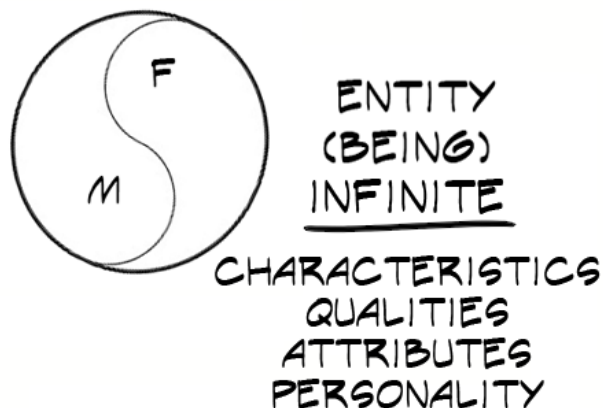 F
M
ENTITY
(BEING)
INFINITE
CHARACTERISTICS
QUALITIES
ATTRIBUTES
PERSONALITY